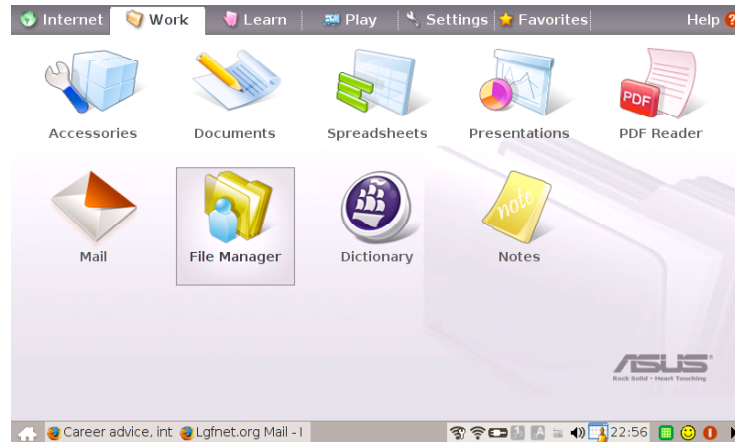 Internet Work Learn Play Settings Favorites Help ?
Accessories Documents Spreadsheets Presentations PDF Reader
PDF
note
Mail File Manager Dictionary Notes
ASUS
Rock Solid • Heart Touching
Career advice, int Lgfnet.org Mail - I A 22:56